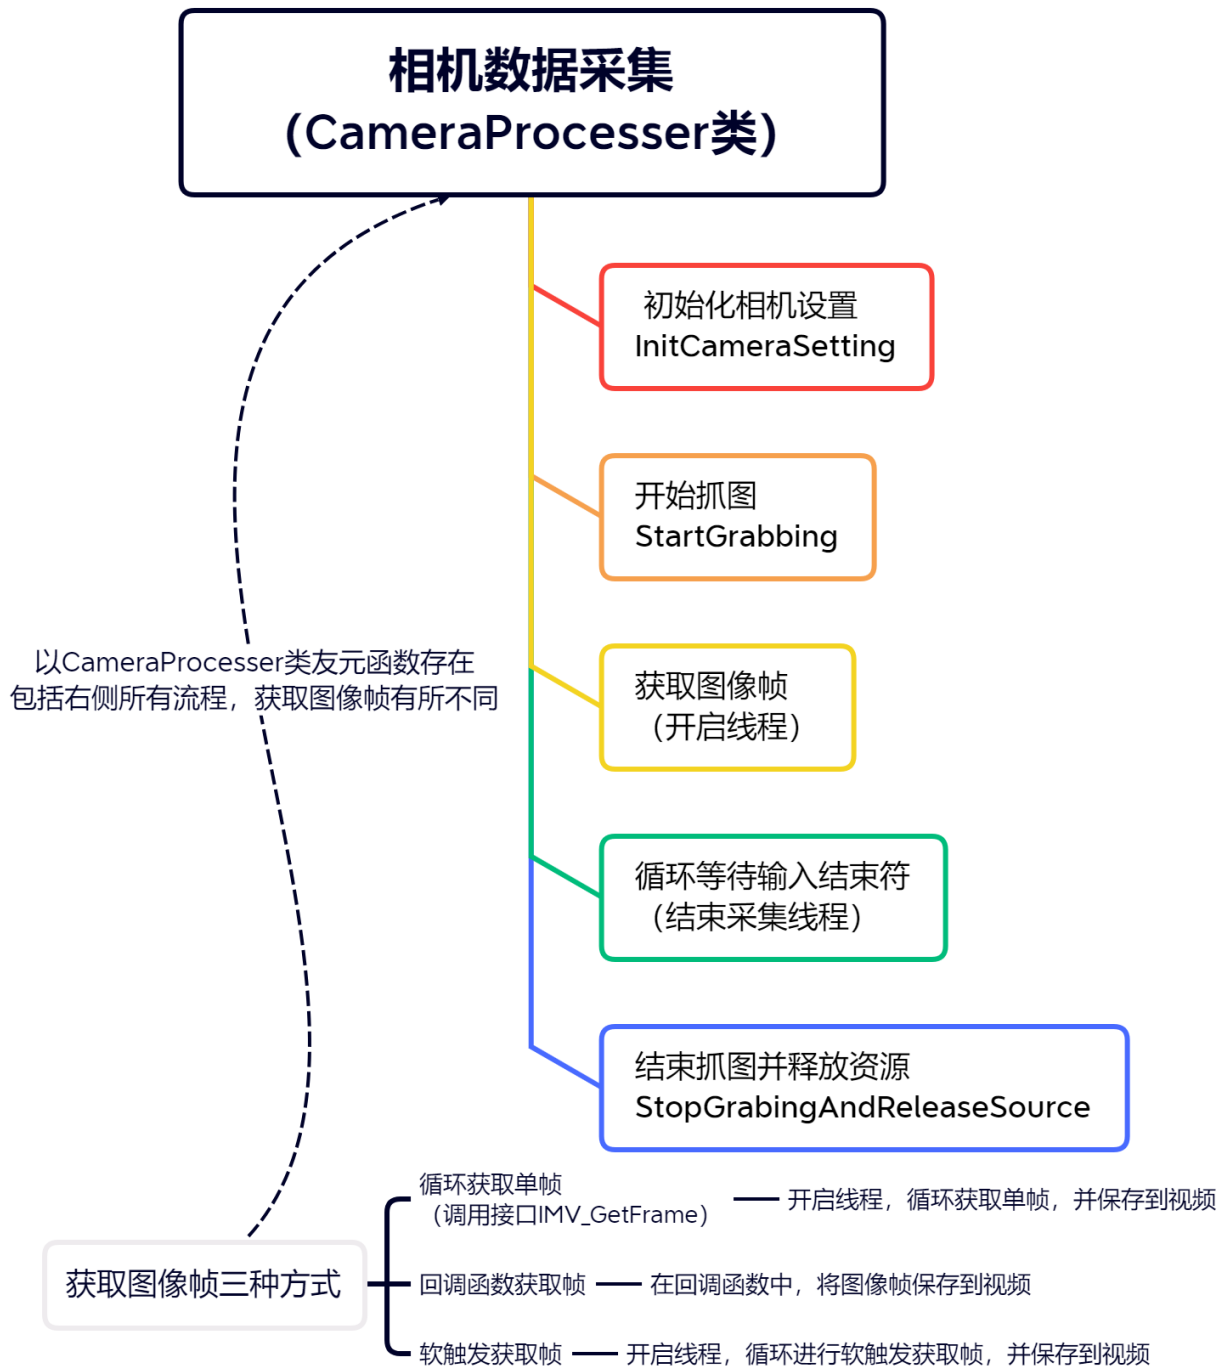 相机数据采集
（CameraProcesser类）
初始化相机设置
InitCameraSetting
开始抓图
StartGrabbing
以CameraProcesser类友元函数存在
包括右侧所有流程，获取图像帧有所不同
获取图像帧
（开启线程）
循环等待输入结束符
（结束采集线程）
结束抓图并释放资源
StopGrabingAndReleaseSource
获取图像帧三种方式
循环获取单帧
（调用接口IMV_GetFrame）
开启线程，循环获取单帧，并保存到视频
回调函数获取帧
在回调函数中，将图像帧保存到视频
软触发获取帧
开启线程，循环进行软触发获取帧，并保存到视频